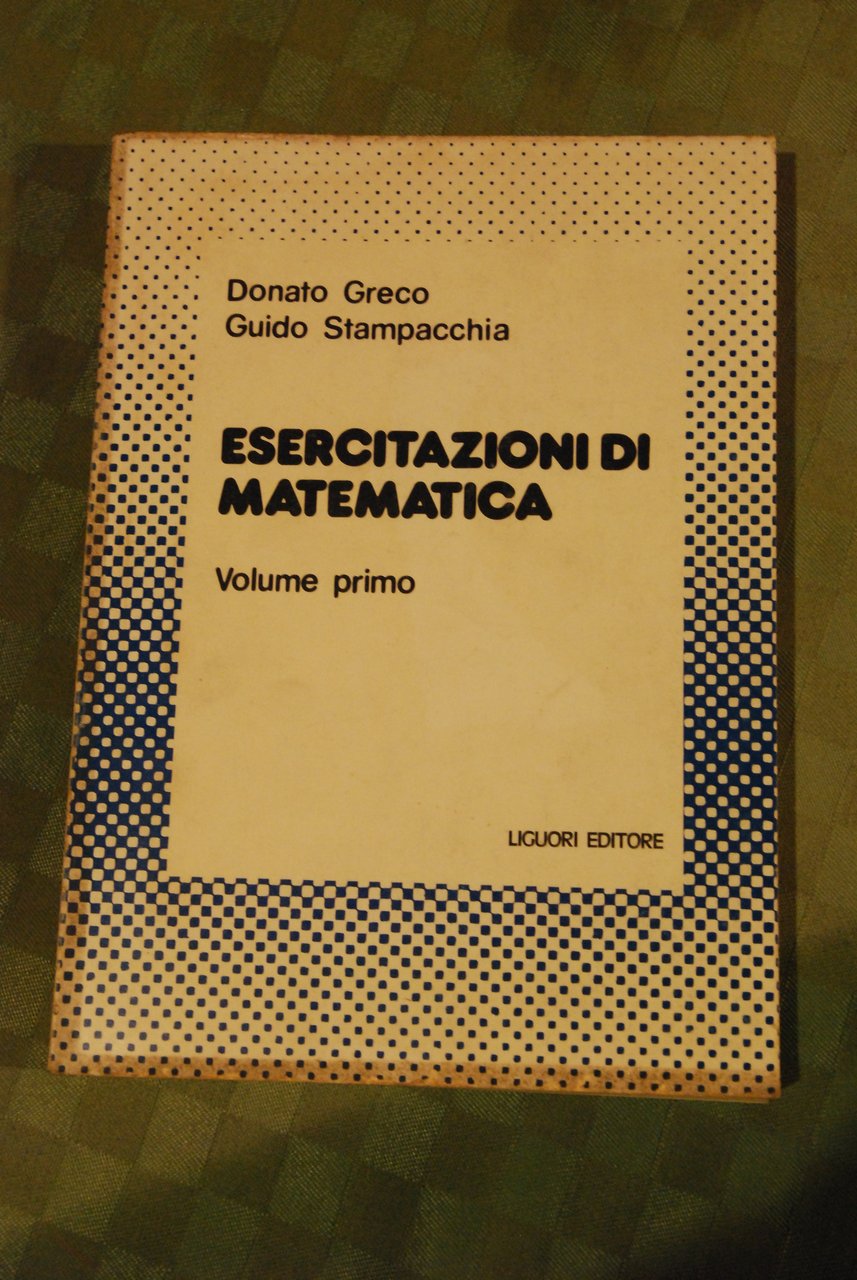 Donato Greco
Guido Stampacchia
ESERCITAZIONI DI
MATEMATICA
Volume primo
LIGUORI EDITORE